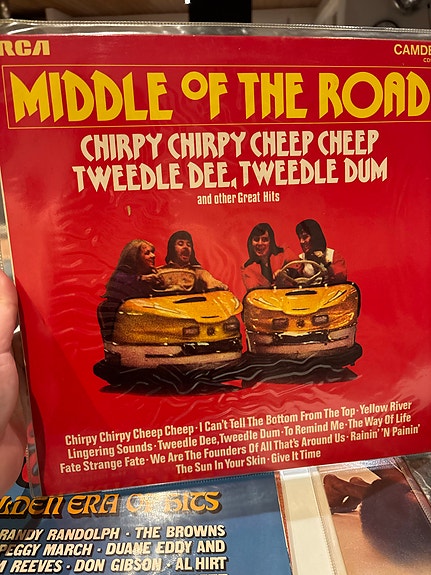 RCA
MIDDLE OF THE ROAD
CHIRPY CHIRPY CHEEP CHEEP
TWEEDLE DEE, TWEEDLE DUM
and other Great Hits
Chirpy Chirpy Cheep Cheep · I Can't Tell The Bottom From The Top · Yellow River
Lingering Sounds · Tweedle Dee, Tweedle Dum · To Remind Me · The Way Of Life
Fate Strange Fate · We Are The Founders Of All That's Around Us · Rainin' 'N Painin'
The Sun In Your Skin · Give It Time
LDEN ERA OF HITS
RANDY RANDOLPH · THE BROWNS
PEGGY MARCH · DUANE EDDY AND
REEVES · DON GIBSON · AL HIRT